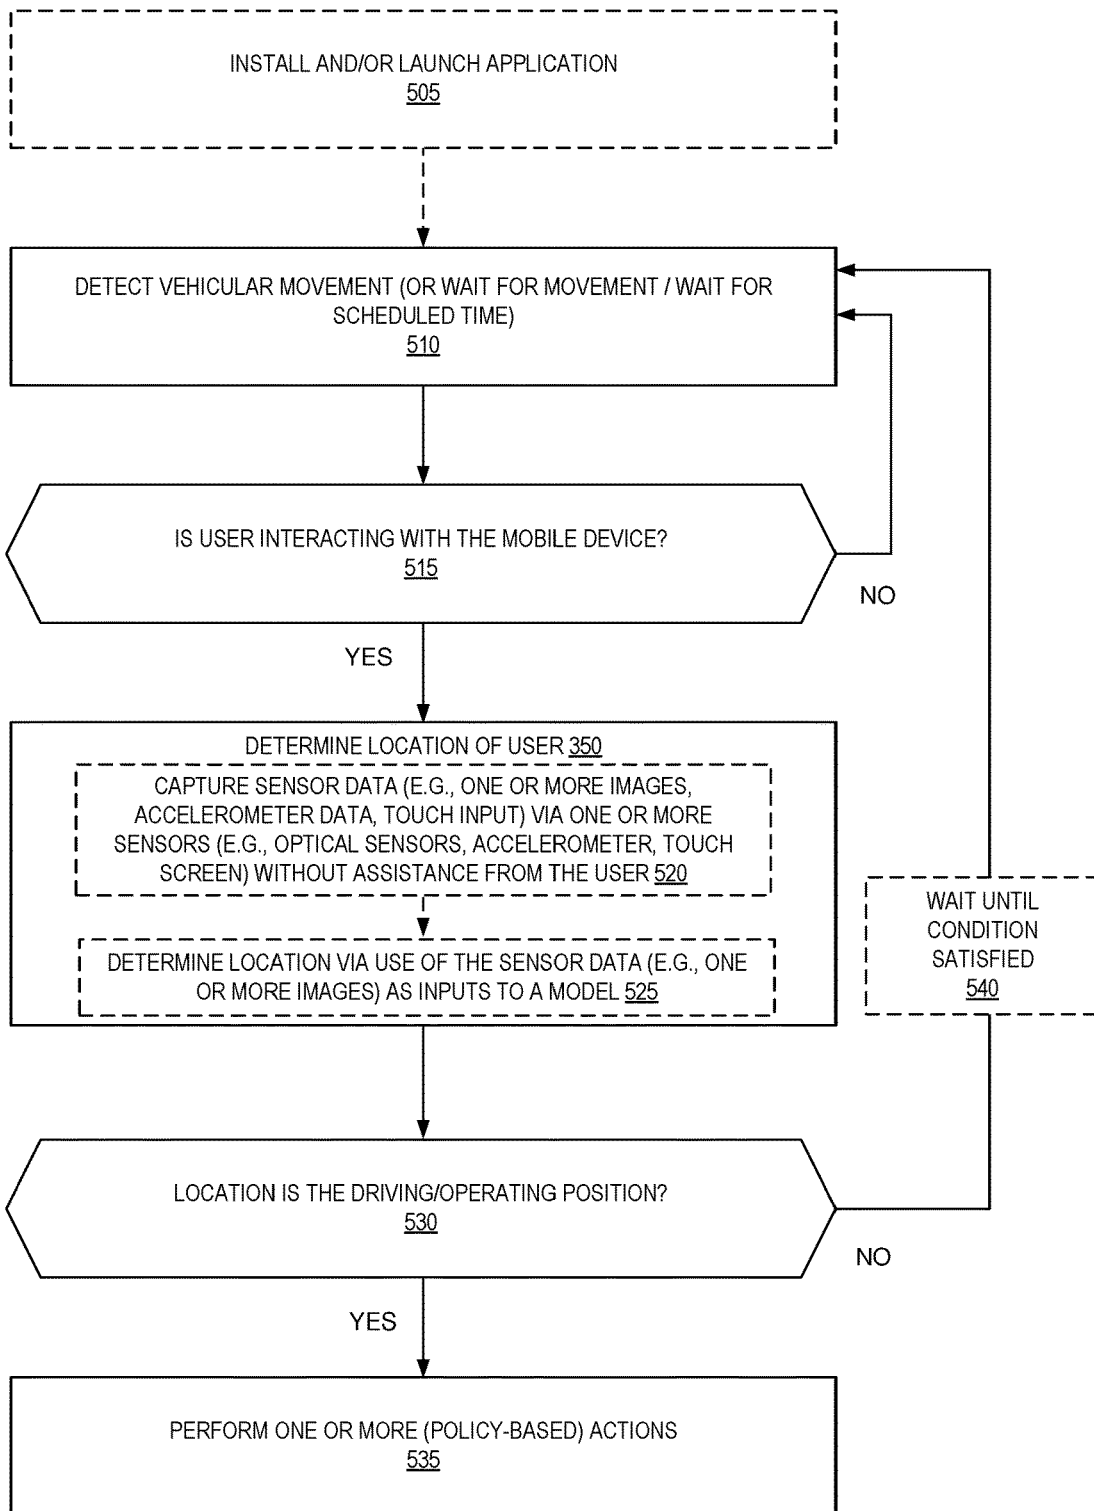 INSTALL AND/OR LAUNCH APPLICATION
505
DETECT VEHICULAR MOVEMENT (OR WAIT FOR MOVEMENT / WAIT FOR
SCHEDULED TIME)
510
IS USER INTERACTING WITH THE MOBILE DEVICE?
515
NO
YES
DETERMINE LOCATION OF USER 350
CAPTURE SENSOR DATA (E.G., ONE OR MORE IMAGES,
ACCELEROMETER DATA, TOUCH INPUT) VIA ONE OR MORE
SENSORS (E.G., OPTICAL SENSORS, ACCELEROMETER, TOUCH
SCREEN) WITHOUT ASSISTANCE FROM THE USER 520
DETERMINE LOCATION VIA USE OF THE SENSOR DATA (E.G., ONE
OR MORE IMAGES) AS INPUTS TO A MODEL 525
WAIT UNTIL
CONDITION
SATISFIED
540
LOCATION IS THE DRIVING/OPERATING POSITION?
530
NO
YES
PERFORM ONE OR MORE (POLICY-BASED) ACTIONS
535